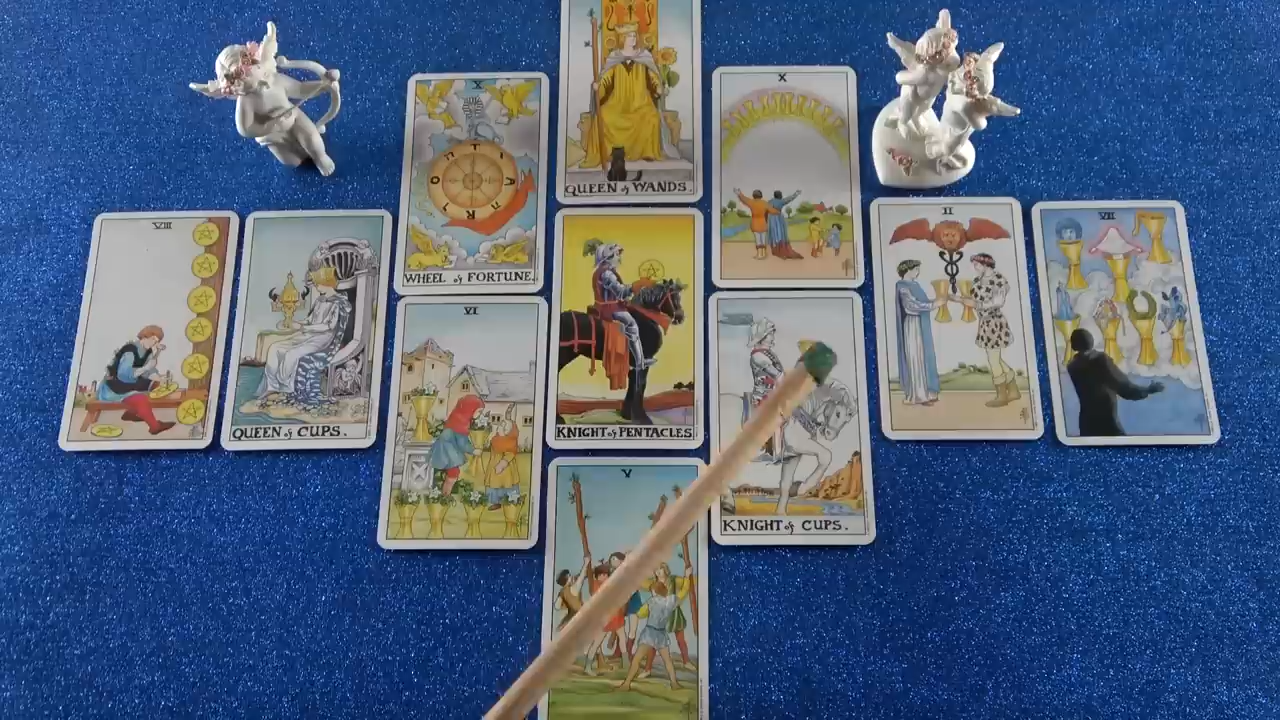 QUEEN of WANDS.
X
X
WHEEL of FORTUNE.
T
A
R
O
VIII
QUEEN of CUPS.
VI
KNIGHT of PENTACLES
KNIGHT of CUPS.
II
VII
V